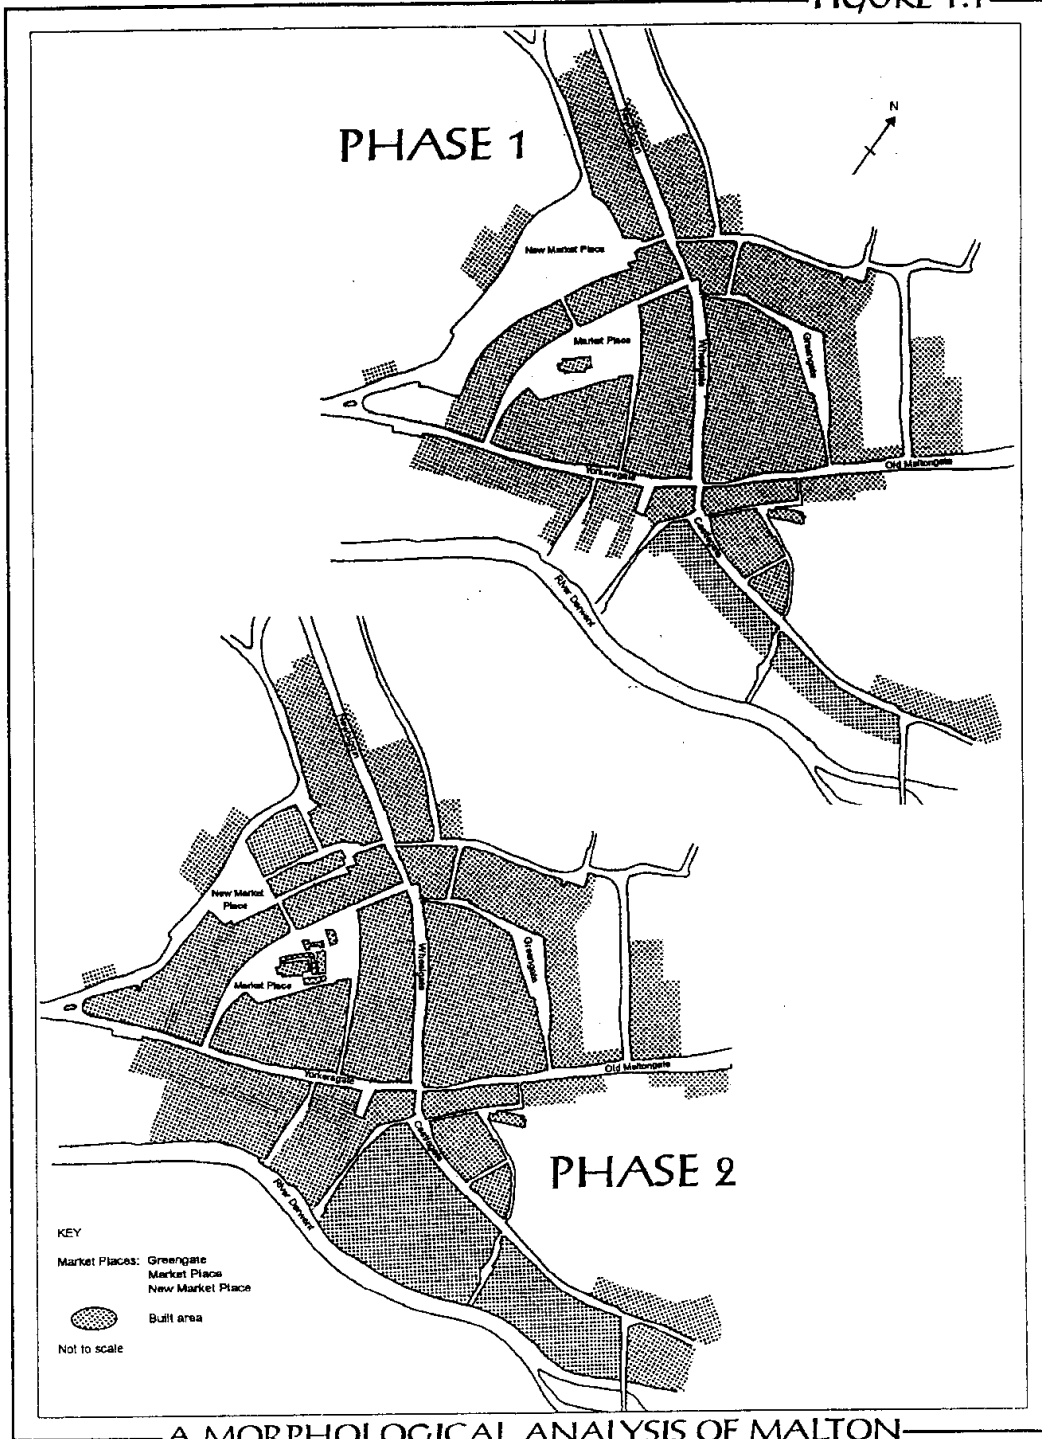 FIGURE 1.1
PHASE 1
N
Newbiggin
New Market Place
Market Place
Wheelgate
Greengate
Yorkersgate
Old Maltongate
Castlegate
River Derwent
Newbiggin
New Market
Place
Market Place
Wheelgate
Greengate
Yorkersgate
Old Maltongate
Castlegate
River Derwent
PHASE 2
KEY
Market Places: Greengate
Market Place
New Market Place
Built area
Not to scale
A MORPHOLOGICAL ANALYSIS OF MALTON